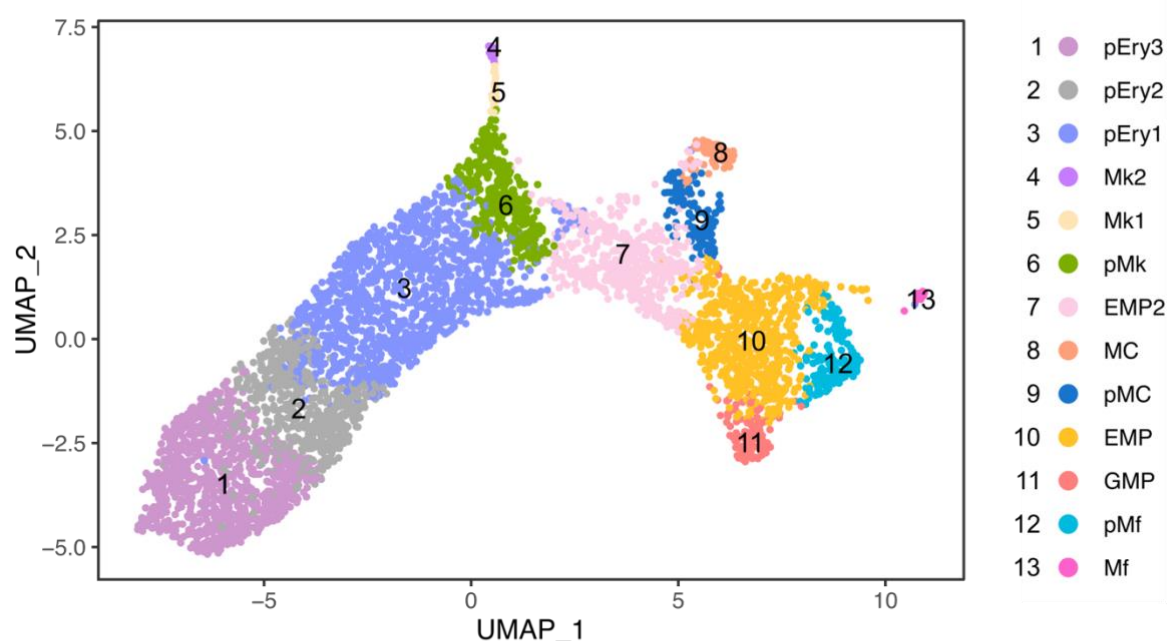 7.5
5.0
2.5
0.0
−2.5
−5.0
UMAP_2
−5
0
5
10
UMAP_1
4
5
6
8
9
7
3
13
10
12
2
11
1
1 pEry3
2 pEry2
3 pEry1
4 Mk2
5 Mk1
6 pMk
7 EMP2
8 MC
9 pMC
10 EMP
11 GMP
12 pMf
13 Mf